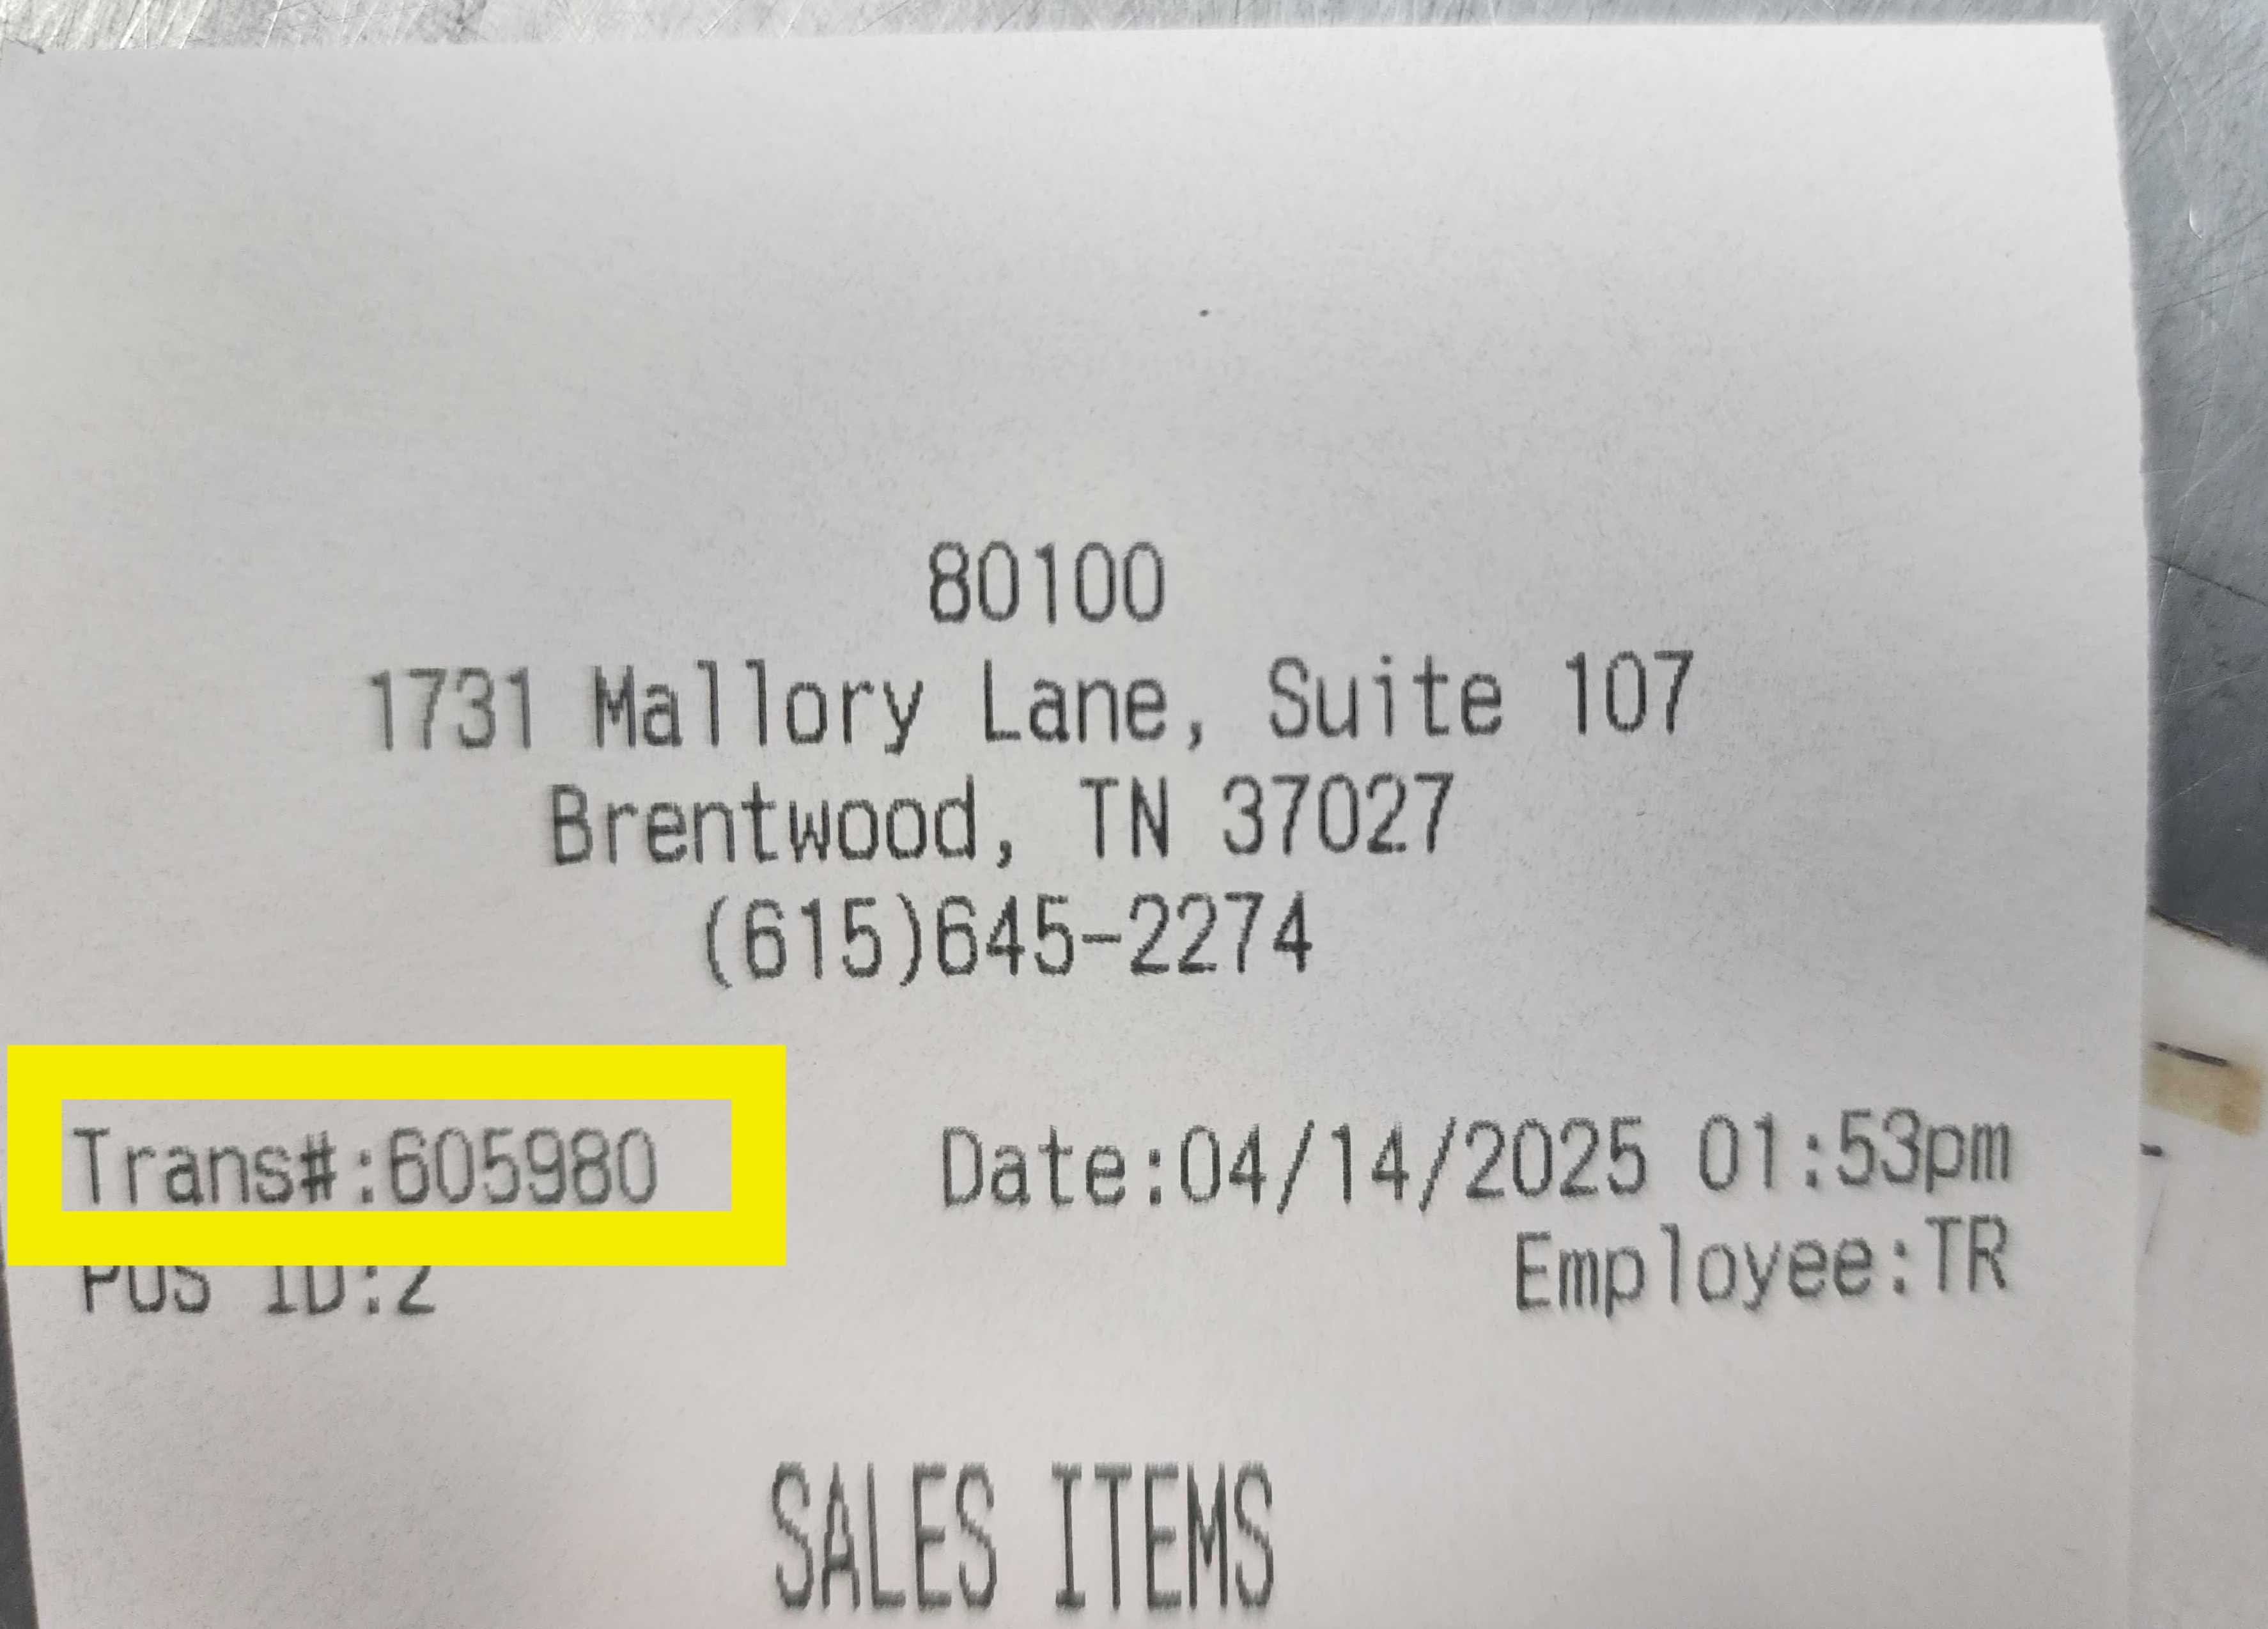 80100
1731 Mallory Lane, Suite 107
Brentwood, TN 37027
(615)645-2274
Trans#:605980 Date:04/14/2025 01:53pm
POS ID:2 Employee:TR
SALES ITEMS